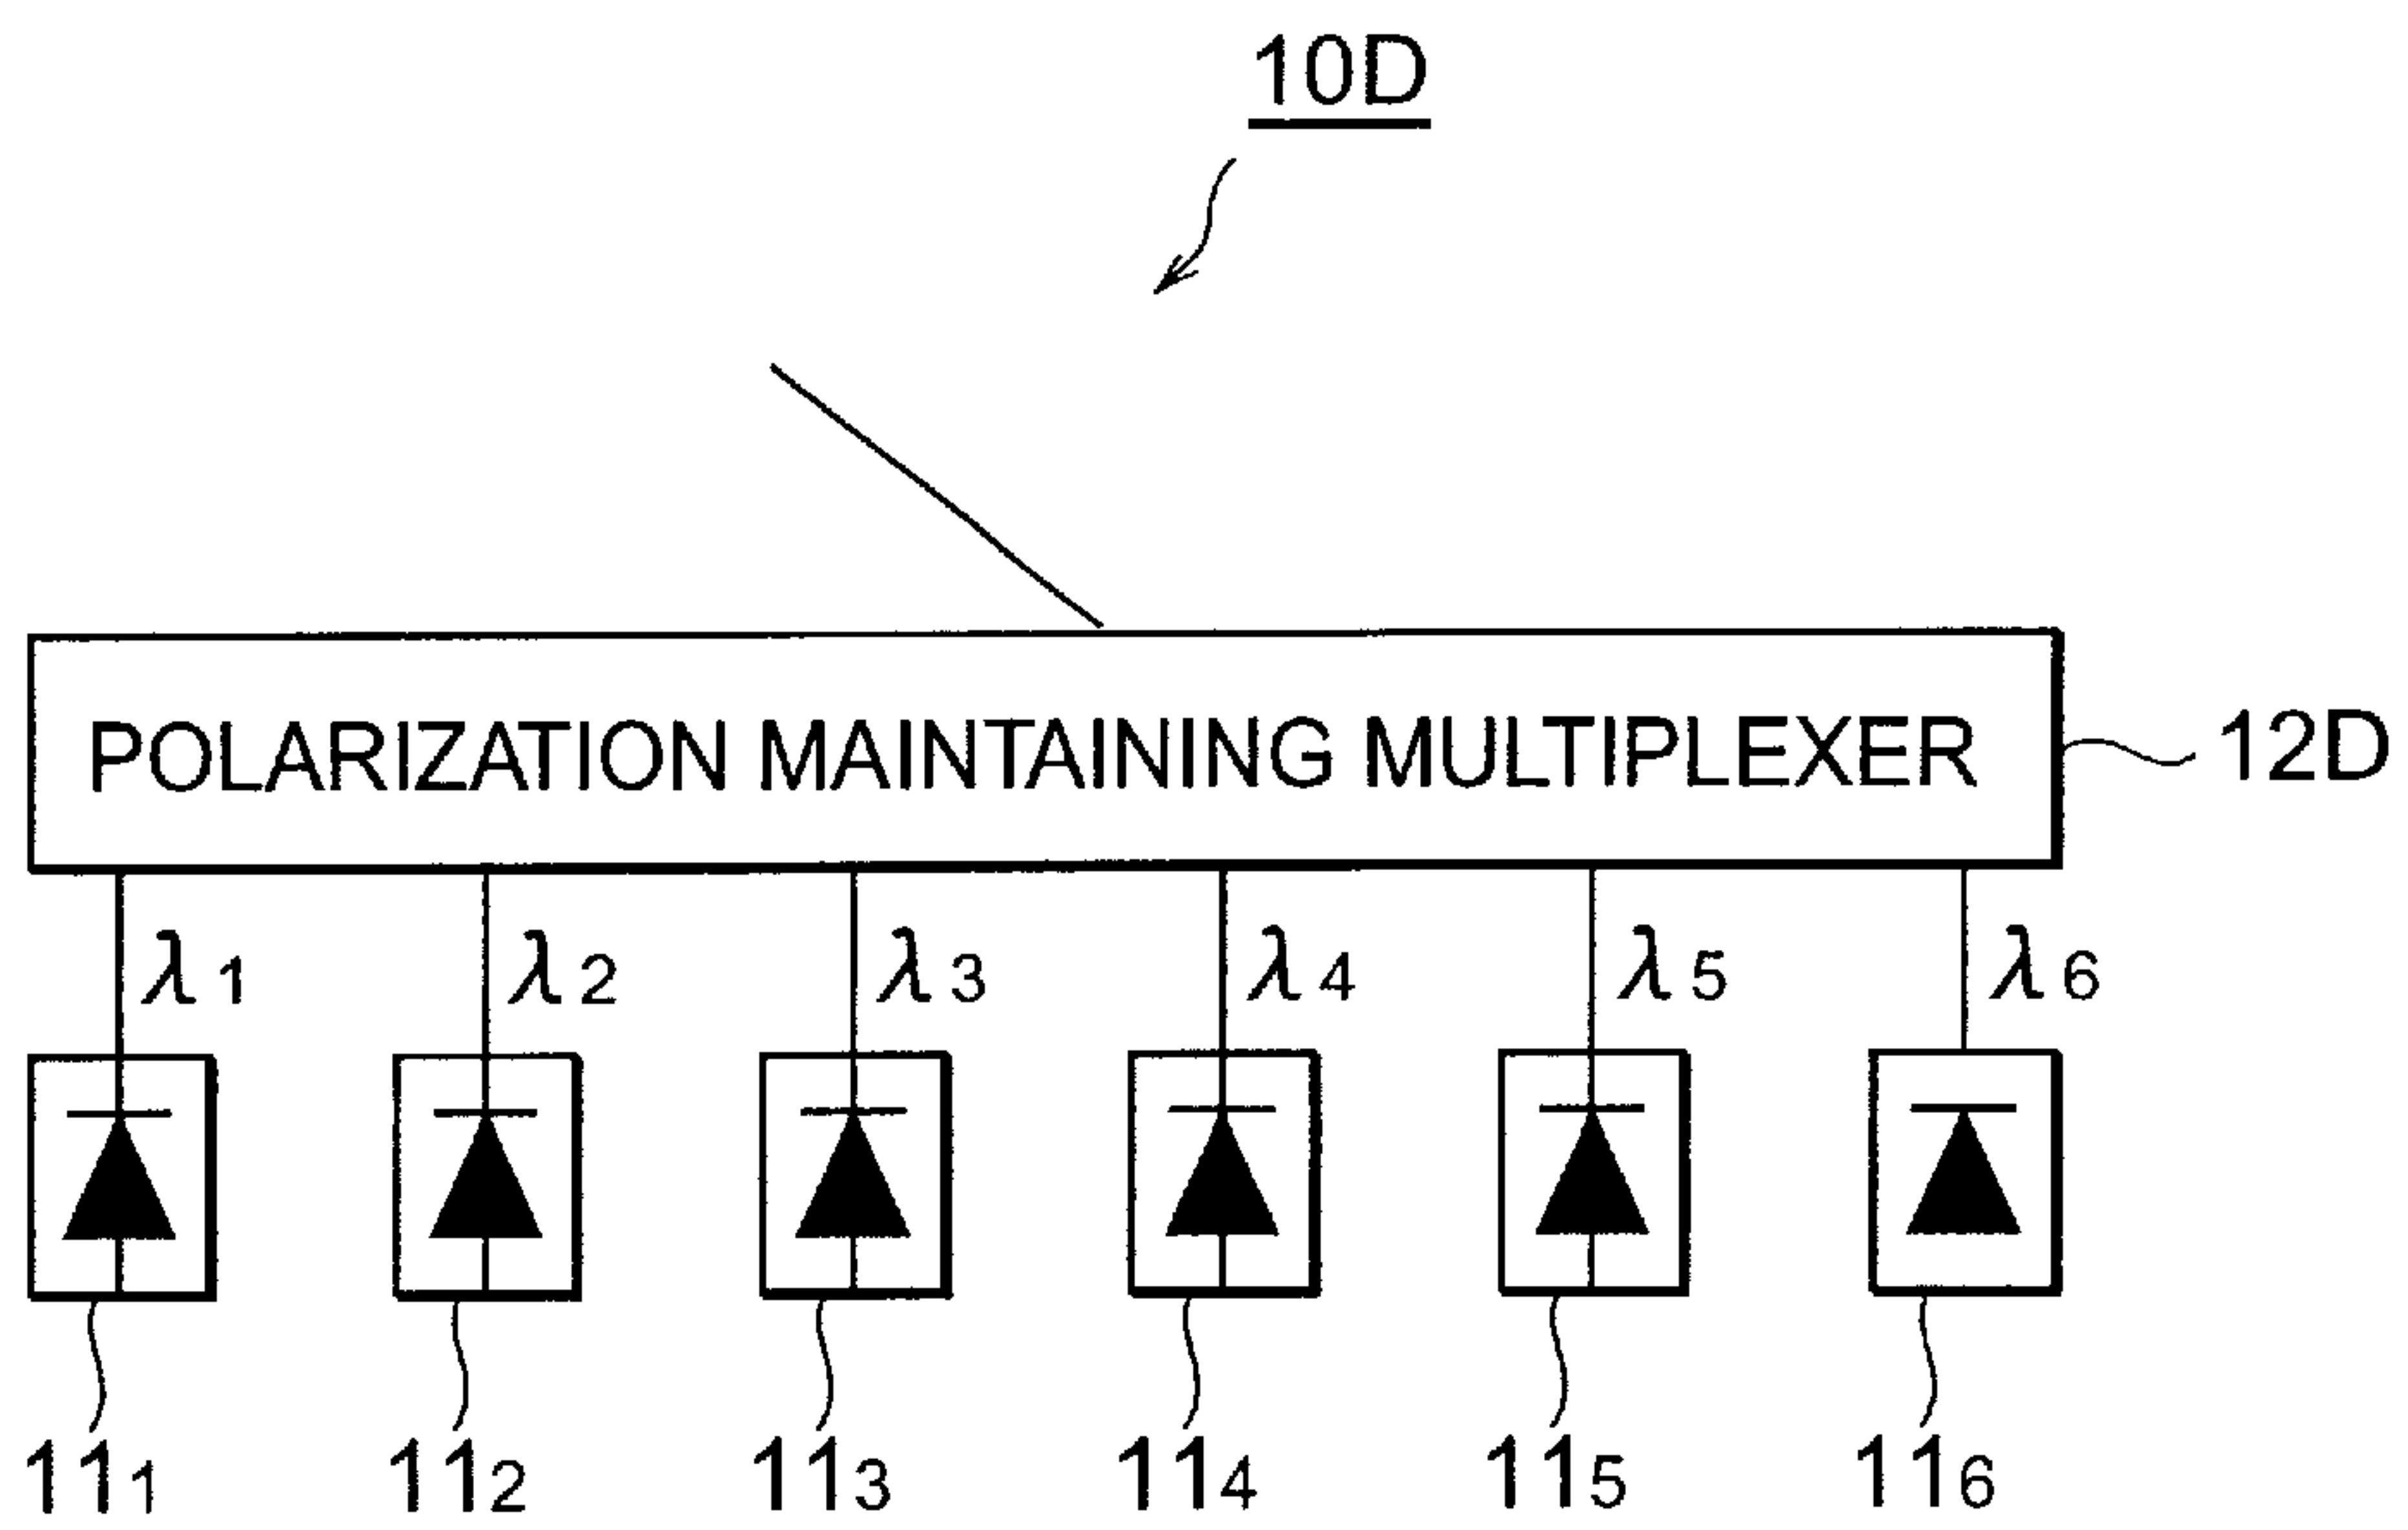 10D
POLARIZATION MAINTAINING MULTIPLEXER 12D
λ1 λ2 λ3 λ4 λ5 λ6
111 112 113 114 115 116